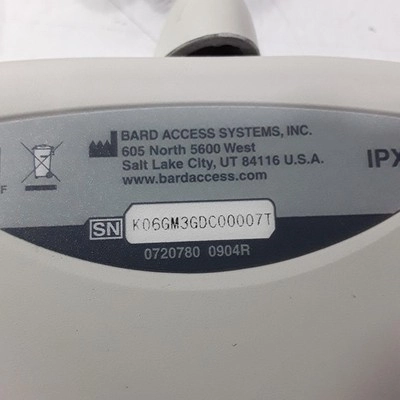 BARD ACCESS SYSTEMS, INC.
605 North 5600 West
Salt Lake City, UT 84116 U.S.A.
www.bardaccess.com
IPX
SN K06GM3GDC00007T
0720780 0904R